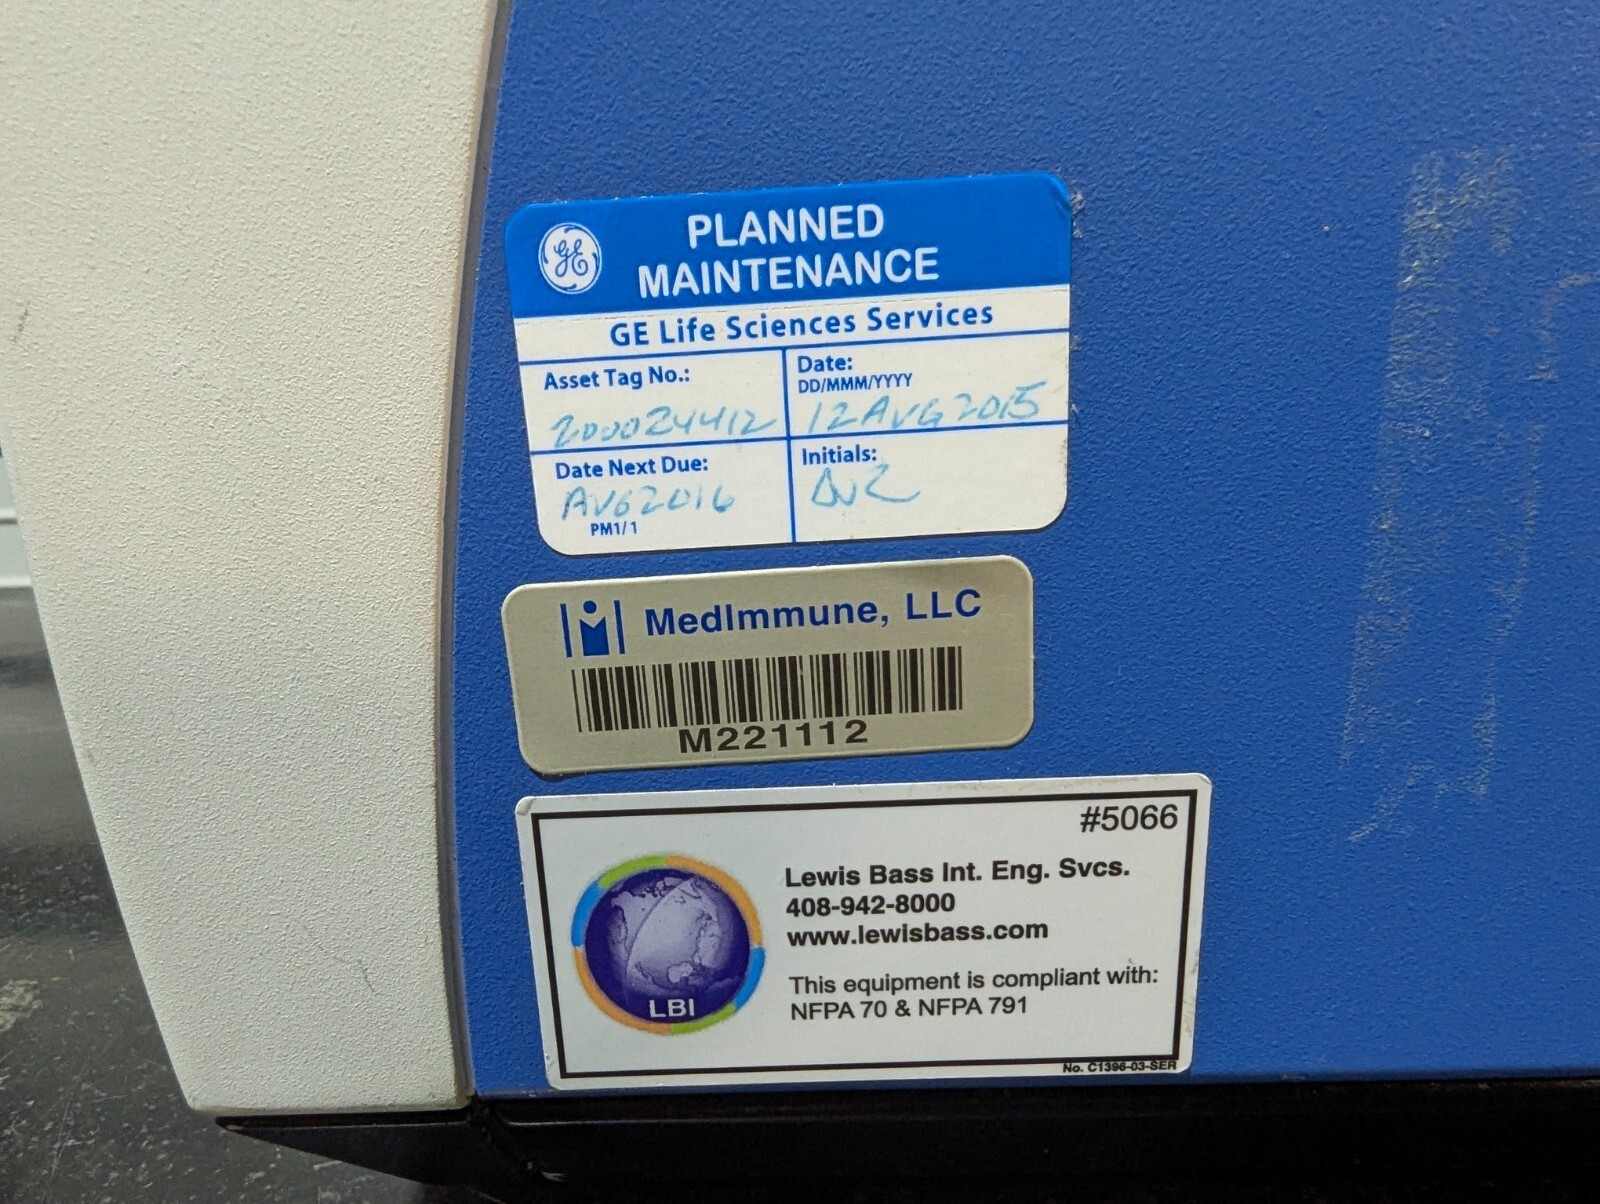 GE
PLANNED
MAINTENANCE
GE Life Sciences Services
Asset Tag No.:
200024412
Date:
DD/MMM/YYYY
12AUG2015
Date Next Due:
AUG2016
PM1/1
Initials:
MedImmune, LLC
M221112
#5066
Lewis Bass Int. Eng. Svcs.
408-942-8000
www.lewisbass.com
This equipment is compliant with:
NFPA 70 & NFPA 791
LBI
No. C1396-03-SER